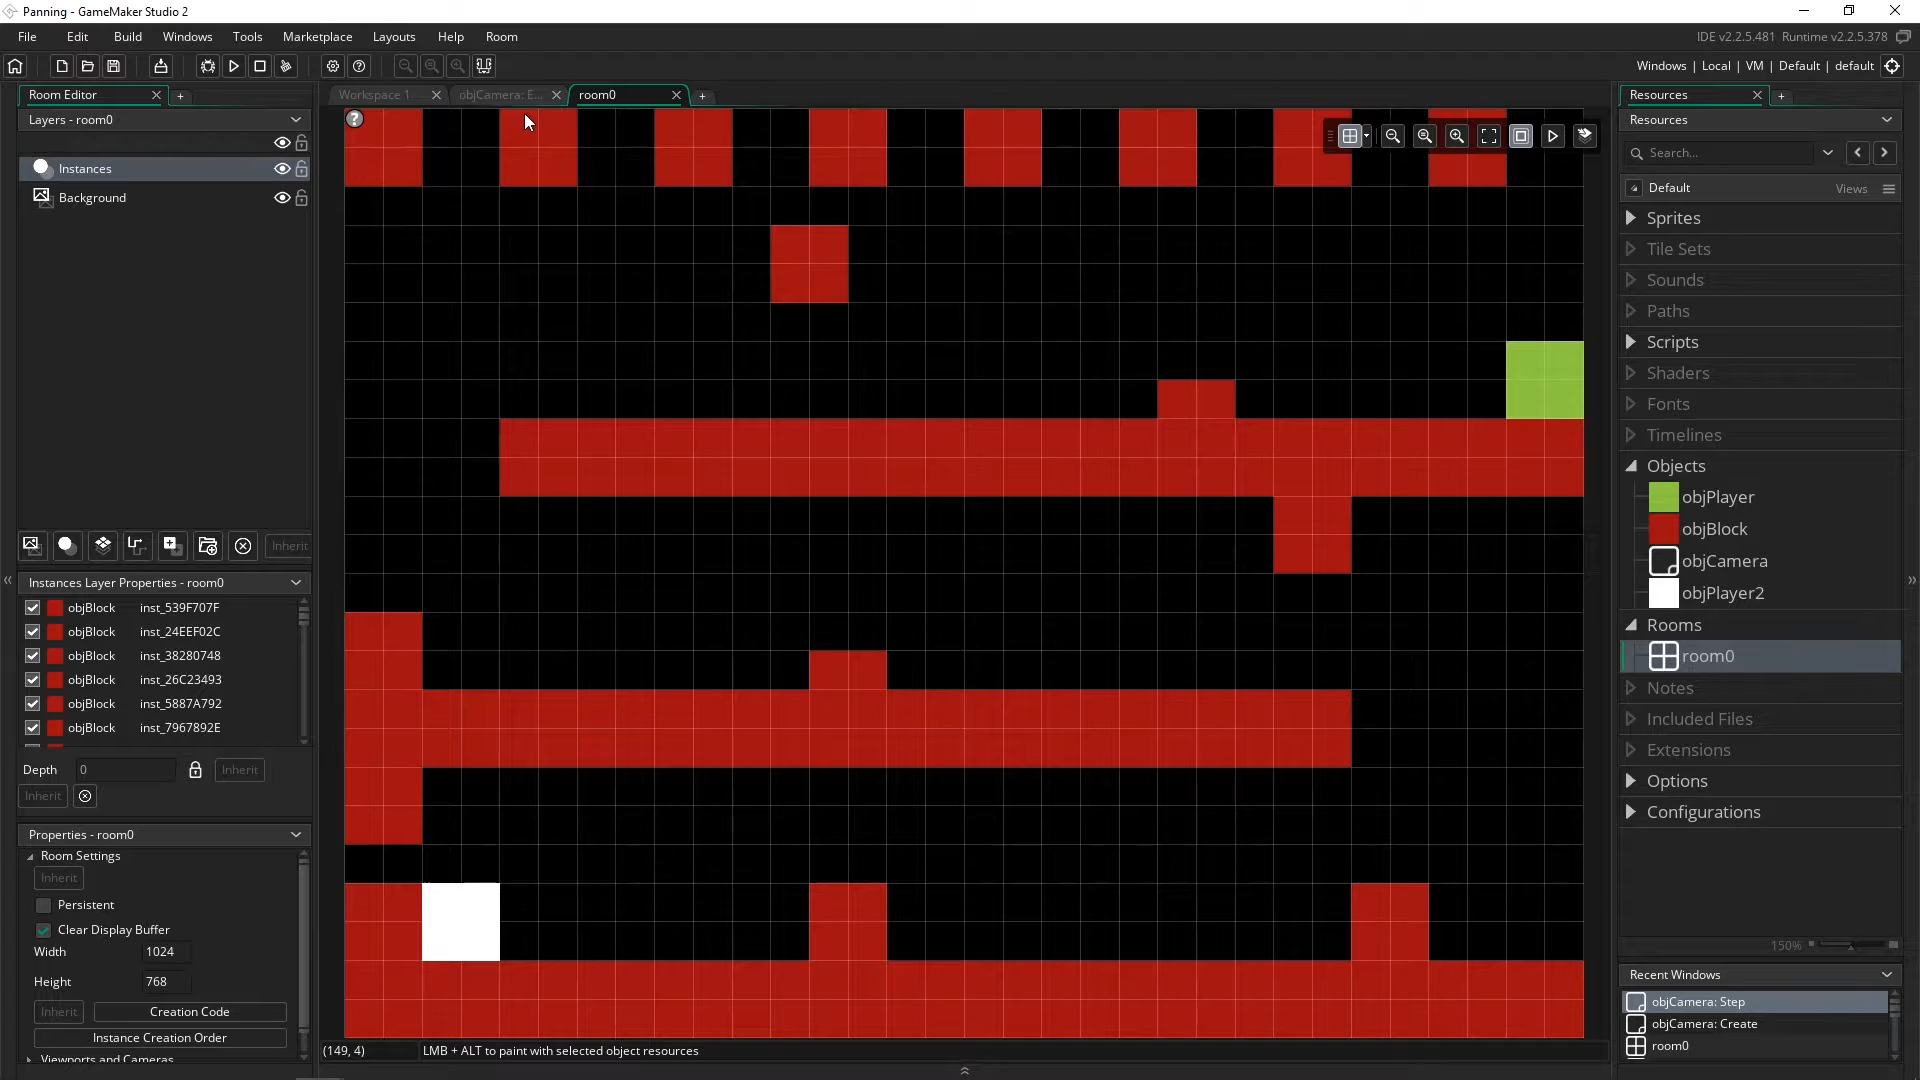 Panning - GameMaker Studio 2
File Edit Build Windows Tools Marketplace Layouts Help Room
IDE v2.2.5.481 Runtime v2.2.5.378
Windows | Local | VM | Default | default
Room Editor
Workspace 1
objCamera: E...
room0
Resources
Layers - room0
Resources
Search...
Instances
Background
Default
Views
Sprites
Tile Sets
Sounds
Paths
Scripts
Shaders
Fonts
Timelines
Objects
objPlayer
objBlock
objCamera
objPlayer2
Rooms
room0
Notes
Included Files
Extensions
Options
Configurations
150%
Inherit
Instances Layer Properties - room0
objBlock inst_539F707F
objBlock inst_24EEF02C
objBlock inst_38280748
objBlock inst_26C23493
objBlock inst_5887A792
objBlock inst_7967892E
Depth 0 Inherit
Inherit
Properties - room0
Room Settings
Inherit
Persistent
Clear Display Buffer
Width 1024
Height 768
Inherit Creation Code
Instance Creation Order
Viewports and Cameras
(149, 4)
LMB + ALT to paint with selected object resources
Recent Windows
objCamera: Step
objCamera: Create
room0